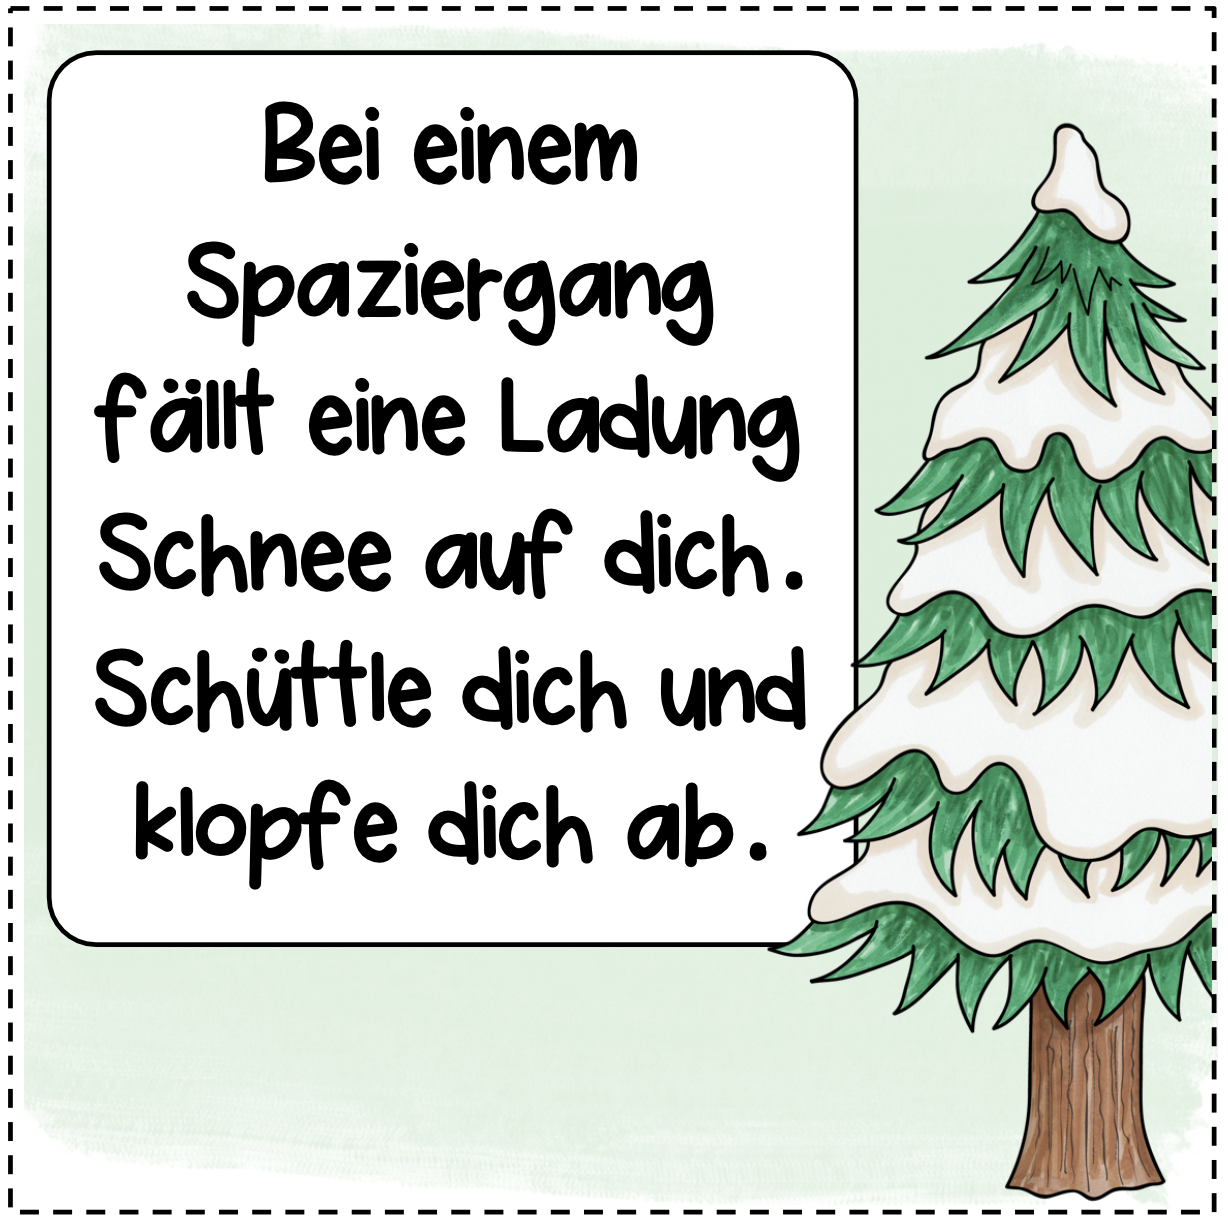 Bei einem
Spaziergang
fällt eine Ladung
Schnee auf dich.
Schüttle dich und
klopfe dich ab.